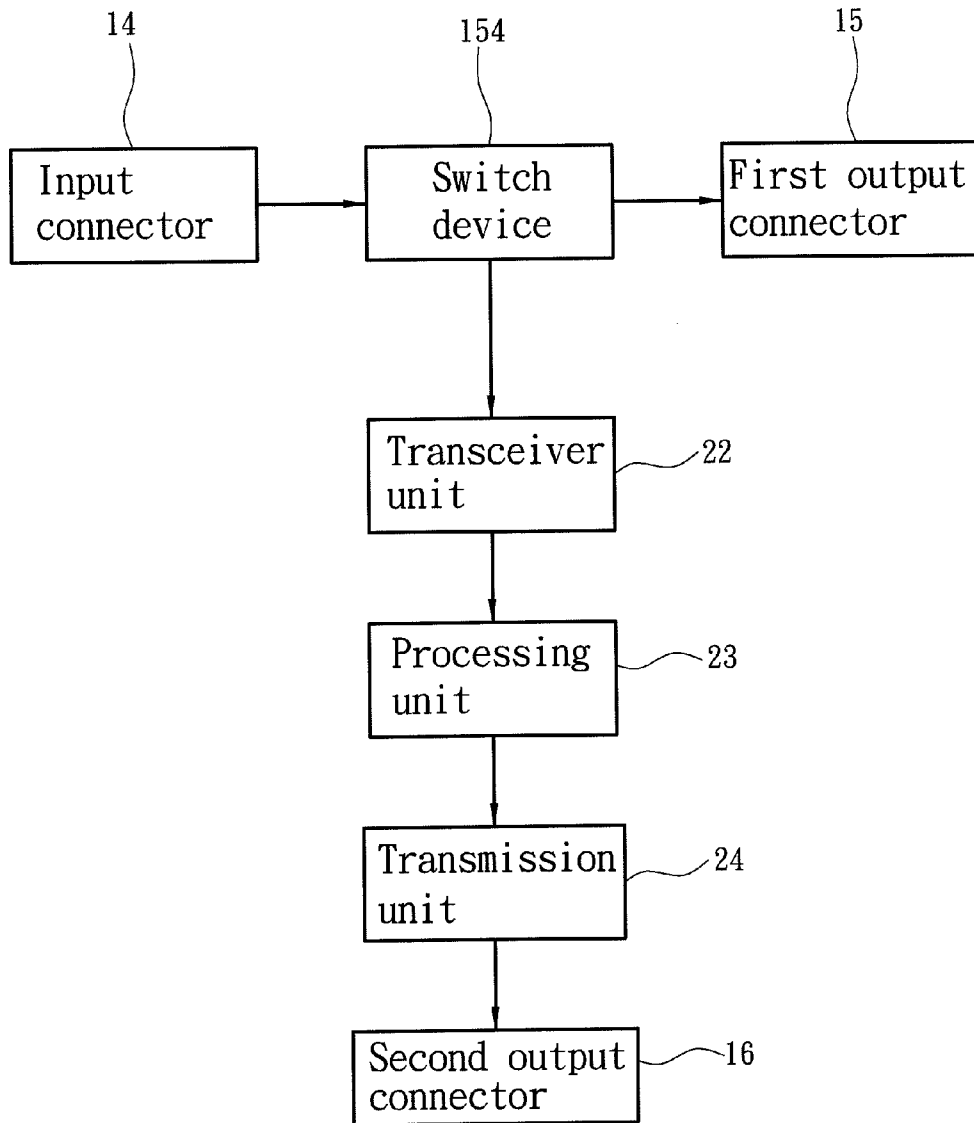 14
154
15
Input
connector
Switch
device
First output
connector
Transceiver
unit
22
Processing
unit
23
Transmission
unit
24
Second output
connector
16